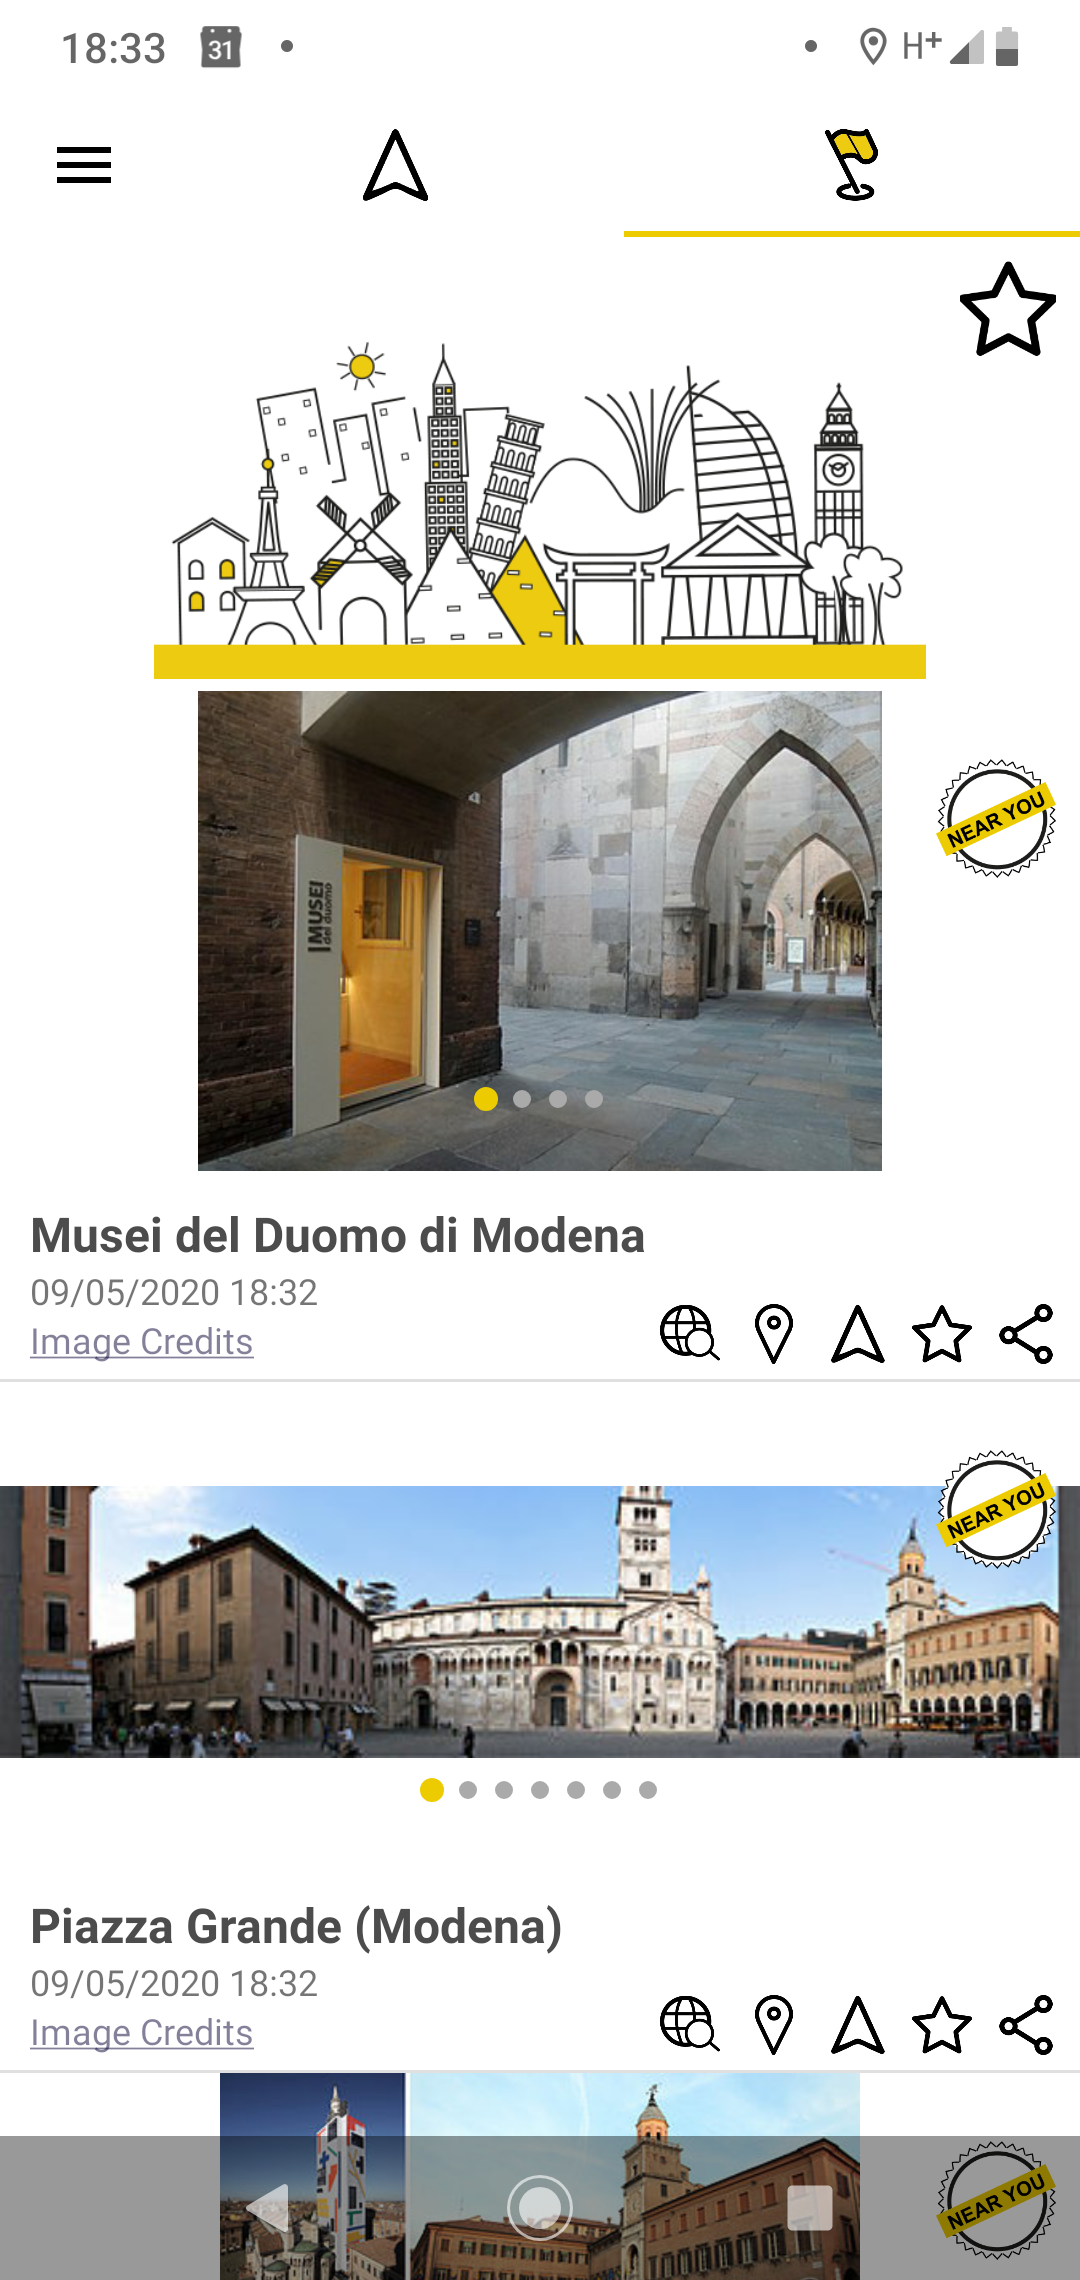 18:33
31
H+
NEAR YOU
MUSEI
del duomo
Musei del Duomo di Modena
09/05/2020 18:32
Image Credits
NEAR YOU
Piazza Grande (Modena)
09/05/2020 18:32
Image Credits
NEAR YOU